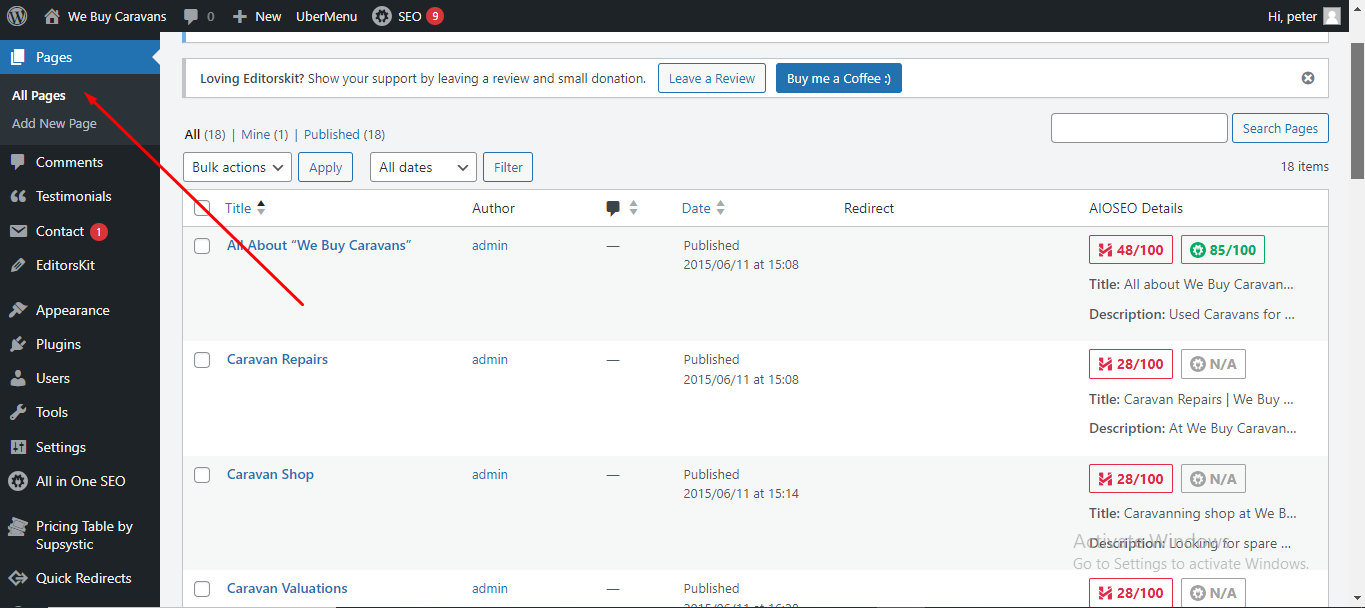 We Buy Caravans 0 New UberMenu SEO 9 Hi, peter
Pages
All Pages
Add New Page
Comments
Testimonials
Contact 1
EditorsKit
Appearance
Plugins
Users
Tools
Settings
All in One SEO
Pricing Table by
Supsystic
Quick Redirects
Loving Editorskit? Show your support by leaving a review and small donation. Leave a Review Buy me a Coffee :)
All (18) | Mine (1) | Published (18)
Search Pages
Bulk actions Apply All dates Filter
18 items
Title Author Date Redirect AIOSEO Details
All About “We Buy Caravans” admin — Published
2015/06/11 at 15:08
48/100 85/100
Title: All about We Buy Caravan...
Description: Used Caravans for ...
Caravan Repairs admin — Published
2015/06/11 at 15:08
28/100 N/A
Title: Caravan Repairs | We Buy ...
Description: At We Buy Caravan...
Caravan Shop admin — Published
2015/06/11 at 15:14
28/100 N/A
Title: Caravanning shop at We B...
Description: Looking for spare ...
Activate Windows
Go to Settings to activate Windows.
Caravan Valuations admin — Published
28/100 N/A